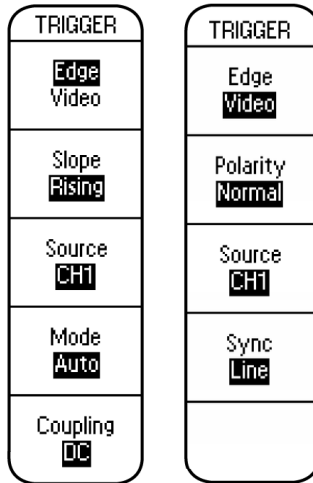 TRIGGER
Edge
Video
Slope
Rising
Source
CH1
Mode
Auto
Coupling
DC
TRIGGER
Edge
Video
Polarity
Normal
Source
CH1
Sync
Line